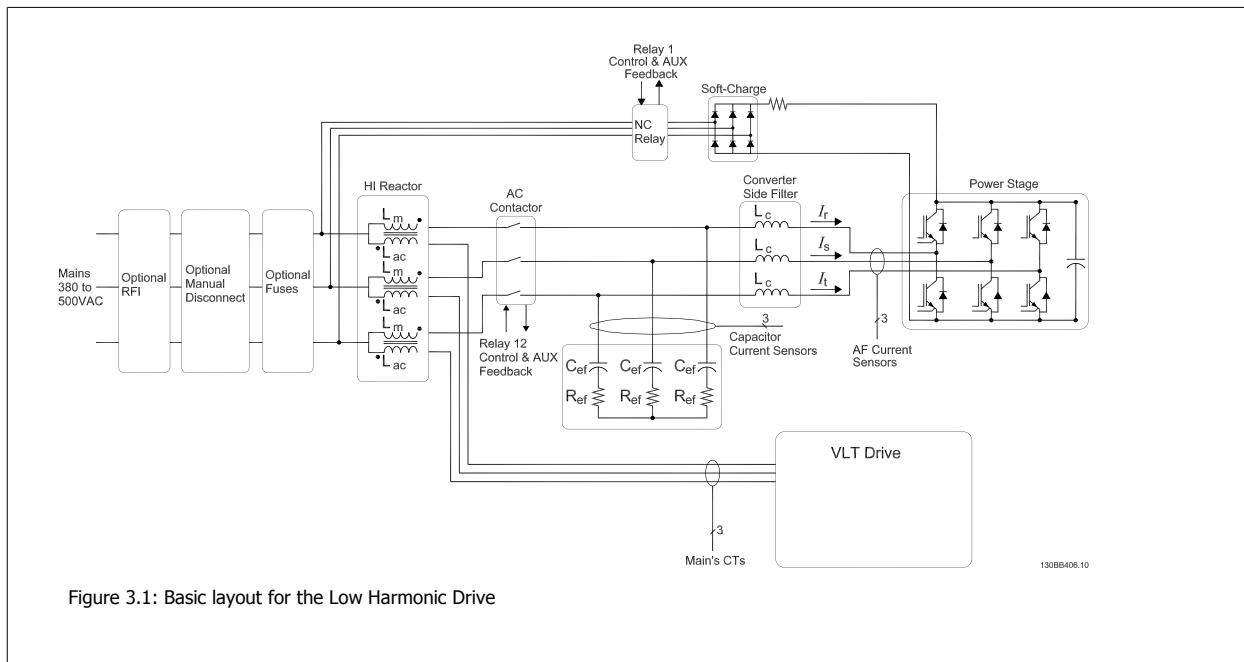 Relay 1
Control & AUX
Feedback
Soft-Charge
NC
Relay
HI Reactor
AC
Contactor
Converter
Side Filter
Power Stage
Mains
380 to
500VAC
Optional
RFI
Optional
Manual
Disconnect
Optional
Fuses
Lm
Lac
Lm
Lac
Lm
Lac
Lc
Lc
Lc
Ir
Is
It
Relay 12
Control & AUX
Feedback
3
Capacitor
Current Sensors
3
AF Current
Sensors
Cef
Cef
Cef
Ref
Ref
Ref
VLT Drive
3
Main's CTs
130BB406.10
Figure 3.1: Basic layout for the Low Harmonic Drive